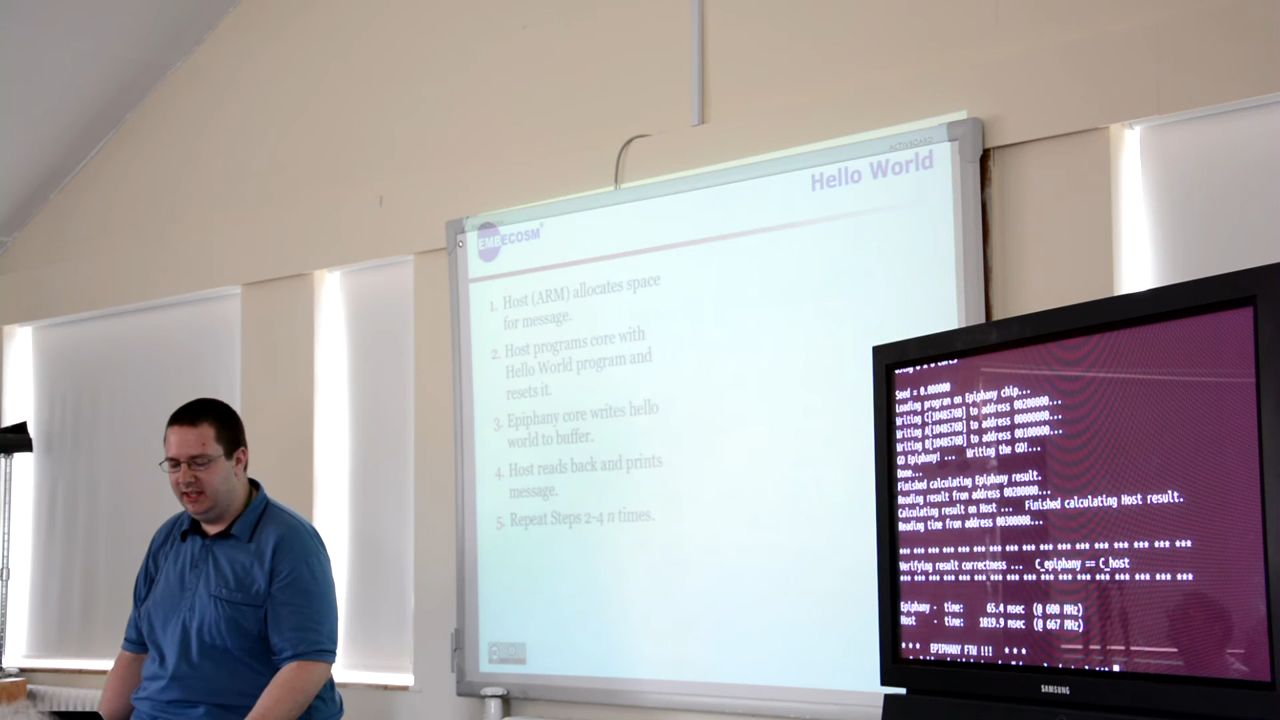 ACTIVBOARD
Hello World
EMBECOSM®
1. Host (ARM) allocates space
for message.
2. Host programs core with
Hello World program and
resets it.
3. Epiphany core writes hello
world to buffer.
4. Host reads back and prints
message.
5. Repeat Steps 2-4 n times.
Seed = 0.000000
Loading program on Epiphany chip...
Writing C[1048576B] to address 00200000...
Writing A[1048576B] to address 00000000...
Writing B[1048576B] to address 00100000...
GO Epiphany! ... Writing the GO!...
Done...
Finished calculating Epiphany result.
Reading result from address 00200000...
Calculating result on Host ... Finished calculating Host result.
Reading time from address 00300000...
*** *** *** *** *** *** *** *** *** *** *** *** *** *** *** *** *** *** ***
Verifying result correctness ... C_epiphany == C_host
*** *** *** *** *** *** *** *** *** *** *** *** *** *** *** *** *** *** ***
Epiphany - time: 65.4 msec (@ 600 MHz)
Host - time: 1819.9 msec (@ 667 MHz)
* * * EPIPHANY FTW !!! * * *
SAMSUNG